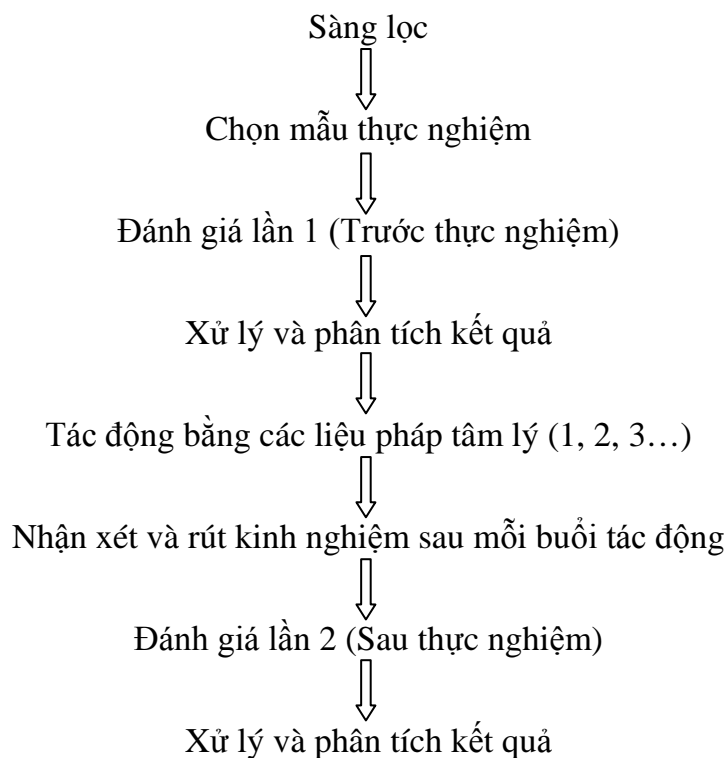 Sàng lọc
Chọn mẫu thực nghiệm
Đánh giá lần 1 (Trước thực nghiệm)
Xử lý và phân tích kết quả
Tác động bằng các liệu pháp tâm lý (1, 2, 3…)
Nhận xét và rút kinh nghiệm sau mỗi buổi tác động
Đánh giá lần 2 (Sau thực nghiệm)
Xử lý và phân tích kết quả